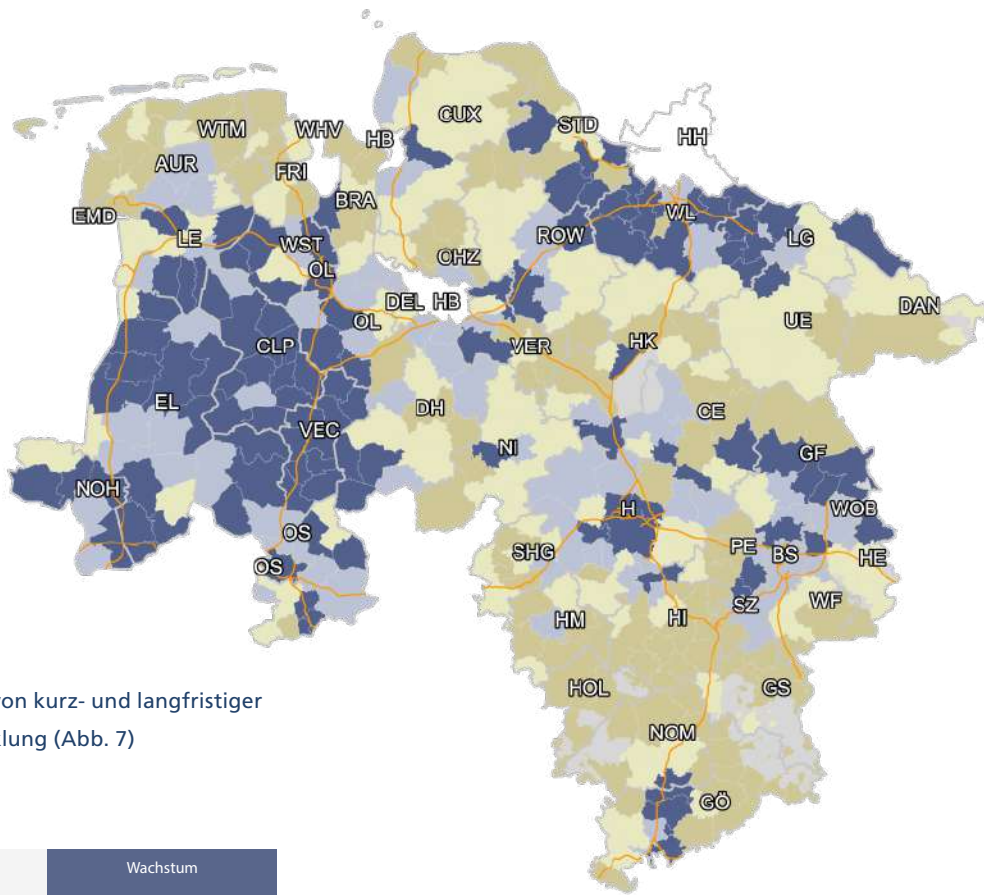 CUX
STD
HH
WTM
WHV
HB
AUR
FRI
BRA
EMD
WL
LE
WST
ROW
LG
OHZ
OL
DEL
HB
DAN
OL
UE
VER
HK
CLP
EL
DH
CE
VEC
NI
GF
NOH
WOB
H
OS
SHG
PE
BS
HE
OS
SZ
WF
HM
HI
HOL
GS
von kurz- und langfristiger
NOM
klung (Abb. 7)
GÖ
Wachstum